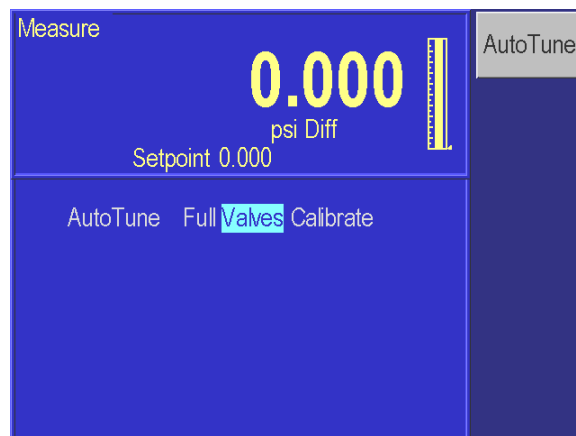 Measure
AutoTune
0.000
psi Diff
Setpoint 0.000
AutoTune Full Valves Calibrate